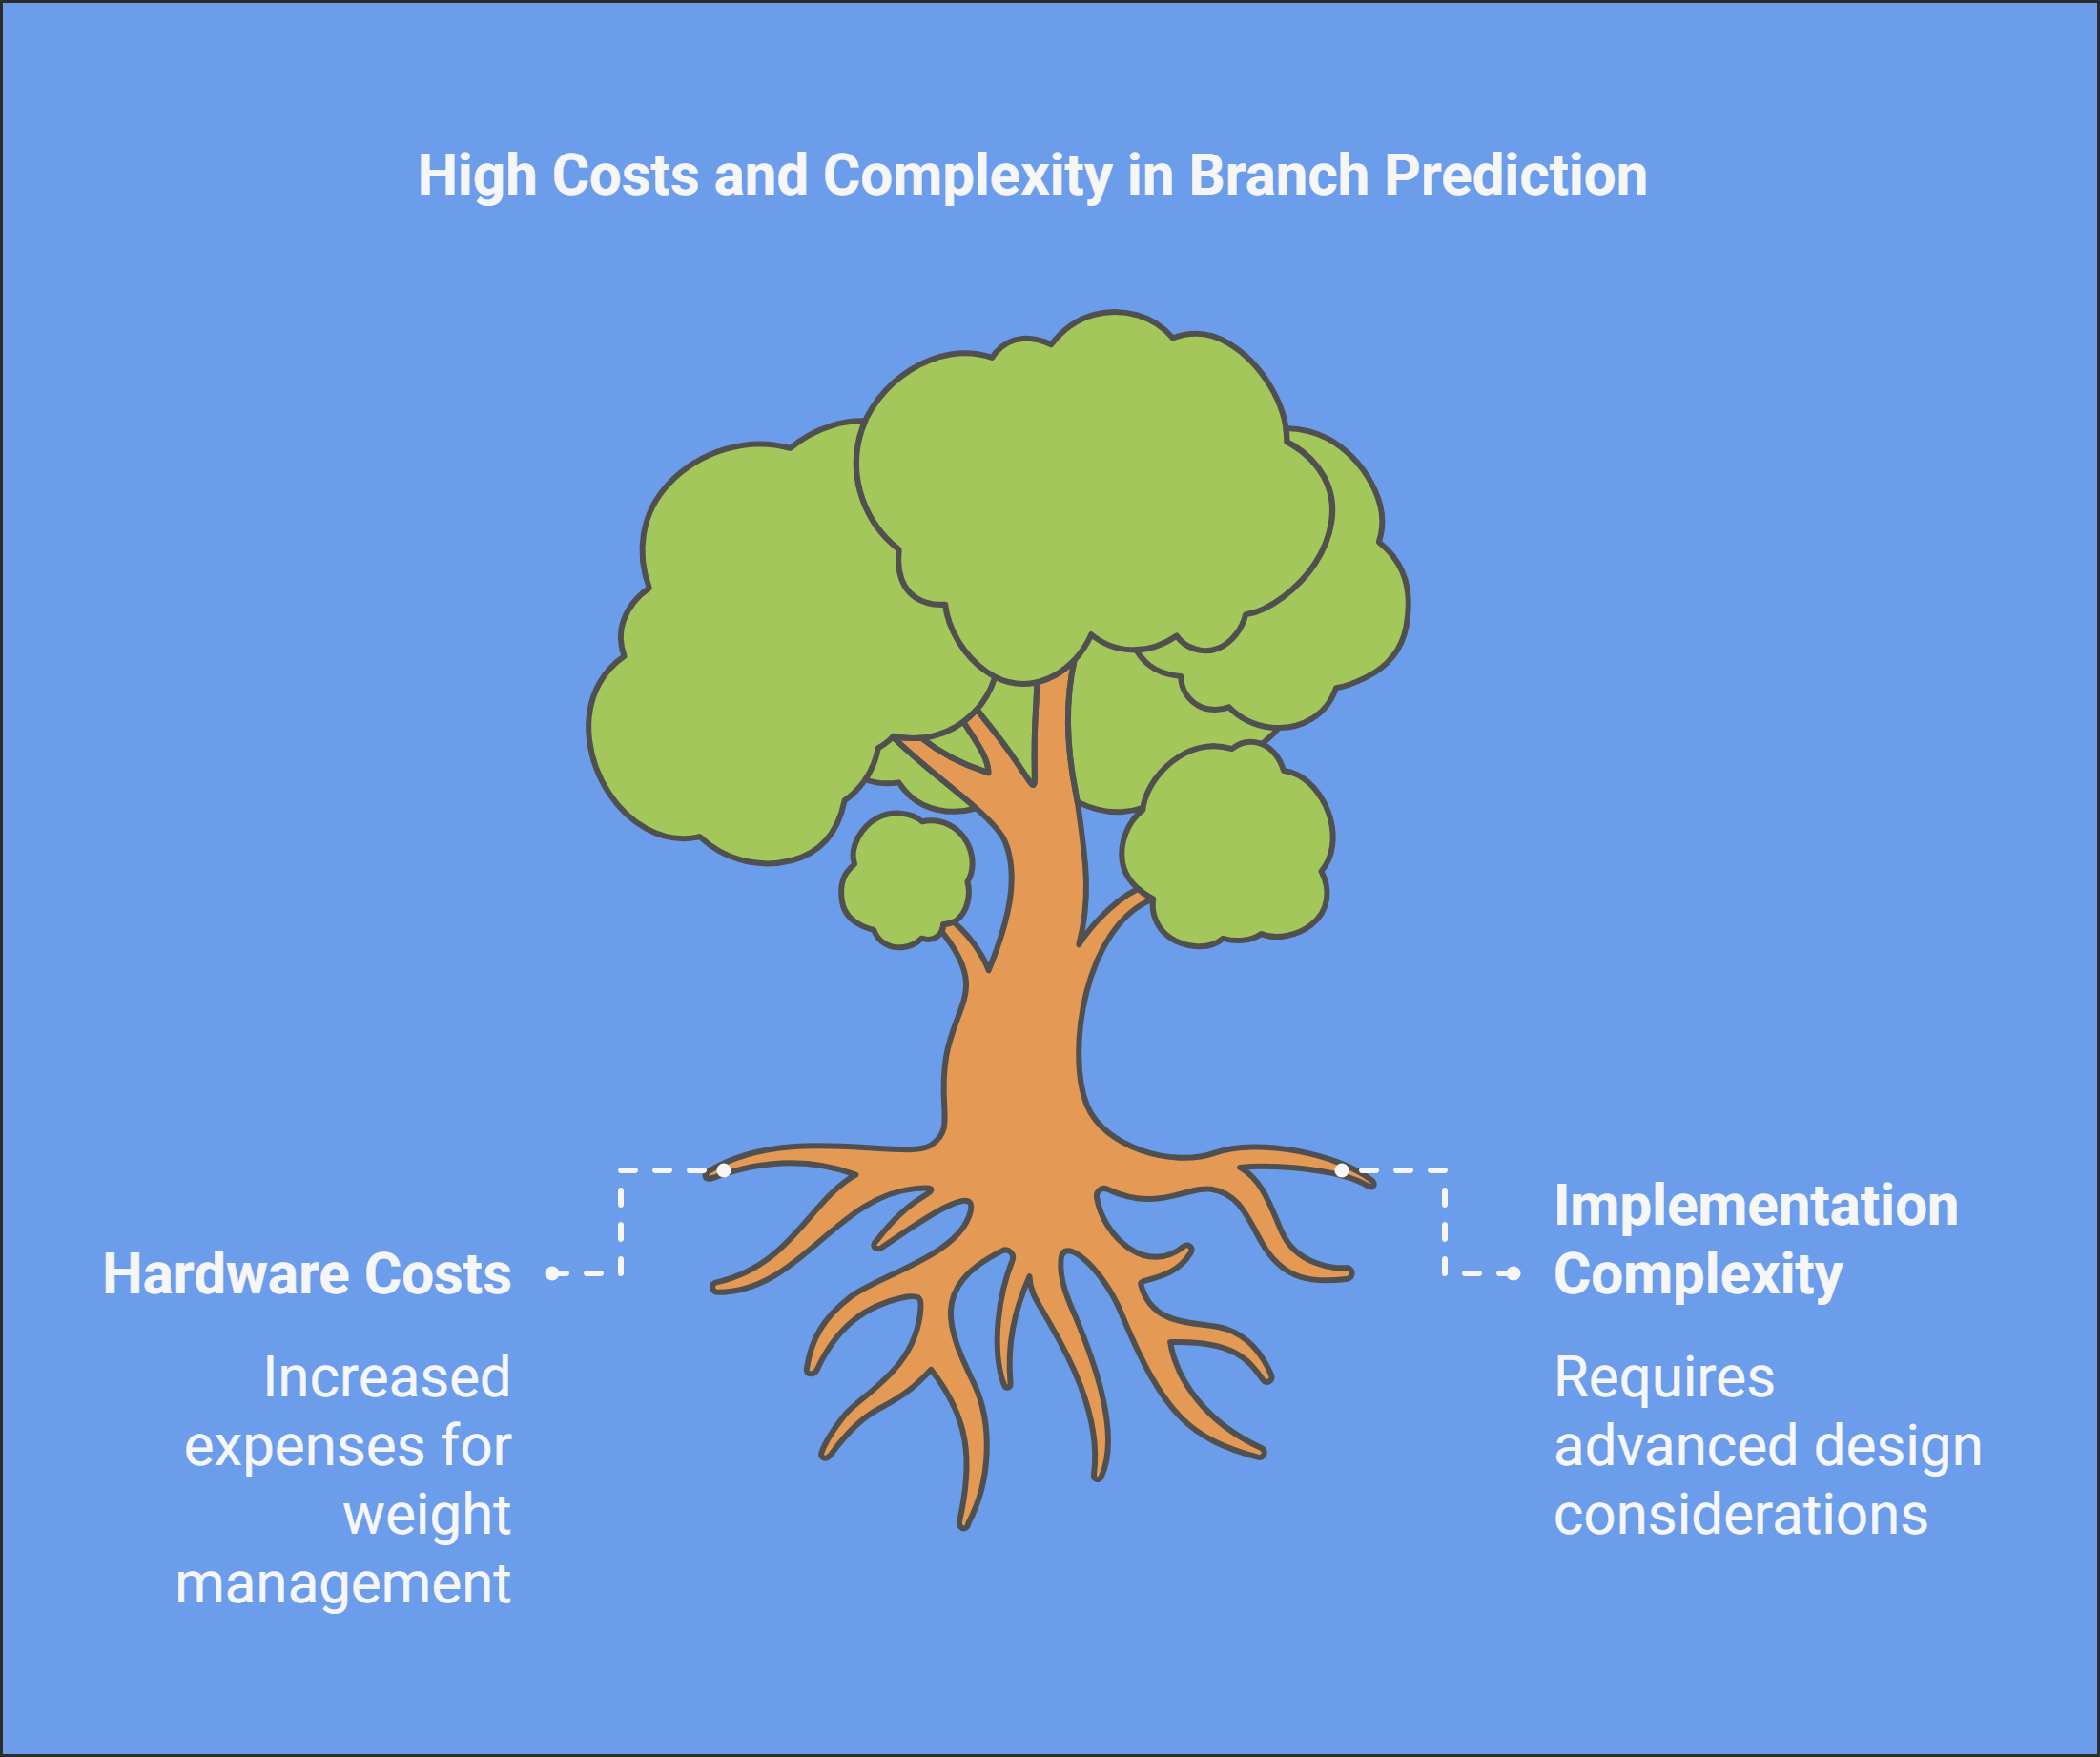 High Costs and Complexity in Branch Prediction
Hardware Costs
Increased
expenses for
weight
management
Implementation
Complexity
Requires
advanced design
considerations